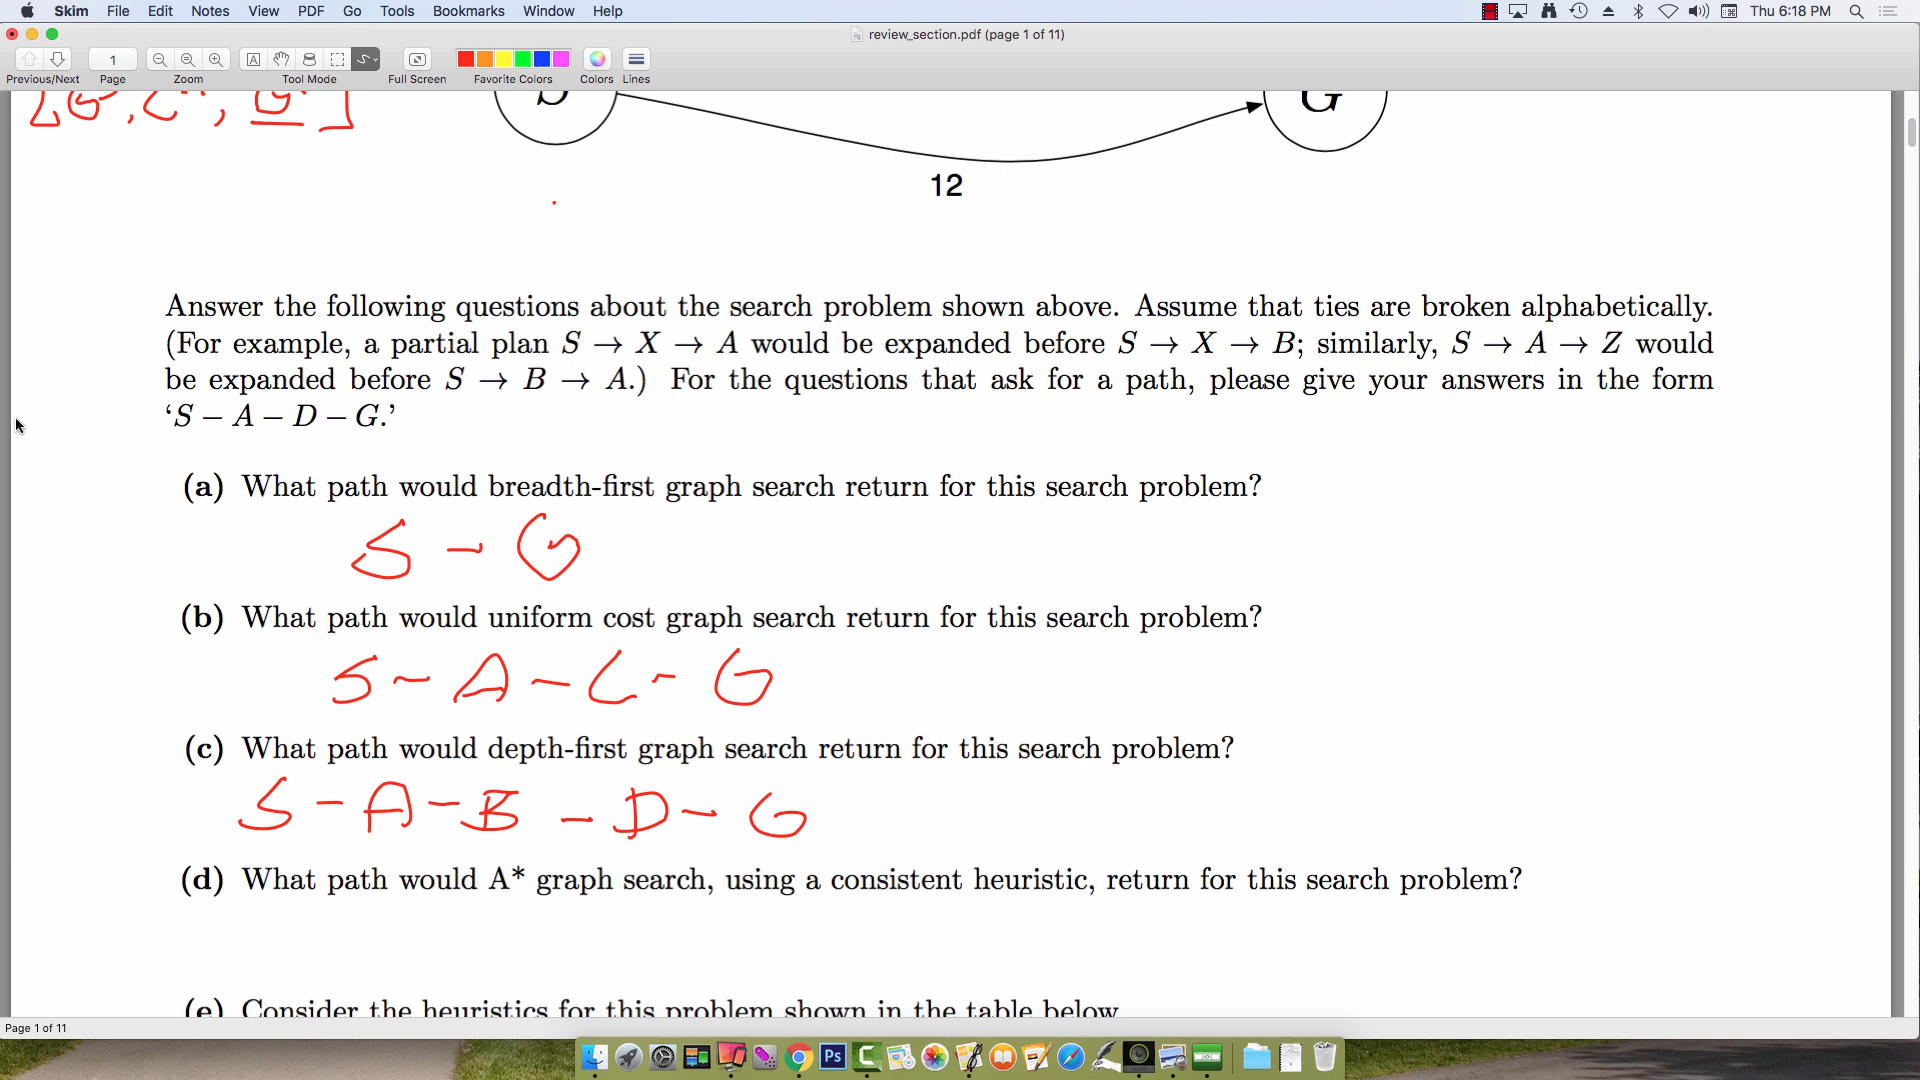 Skim File Edit Notes View PDF Go Tools Bookmarks Window Help Thu 6:18 PM
review_section.pdf (page 1 of 11)
1
Previous/Next Page Zoom Tool Mode Full Screen Favorite Colors Colors Lines
S G
12
Answer the following questions about the search problem shown above. Assume that ties are broken alphabetically.
(For example, a partial plan S → X → A would be expanded before S → X → B; similarly, S → A → Z would
be expanded before S → B → A.) For the questions that ask for a path, please give your answers in the form
‘S − A − D − G.’
(a) What path would breadth-first graph search return for this search problem?
S - G
(b) What path would uniform cost graph search return for this search problem?
S - A - C - G
(c) What path would depth-first graph search return for this search problem?
S - A - B - D - G
(d) What path would A* graph search, using a consistent heuristic, return for this search problem?
(e) Consider the heuristics for this problem shown in the table below
Page 1 of 11
Ps